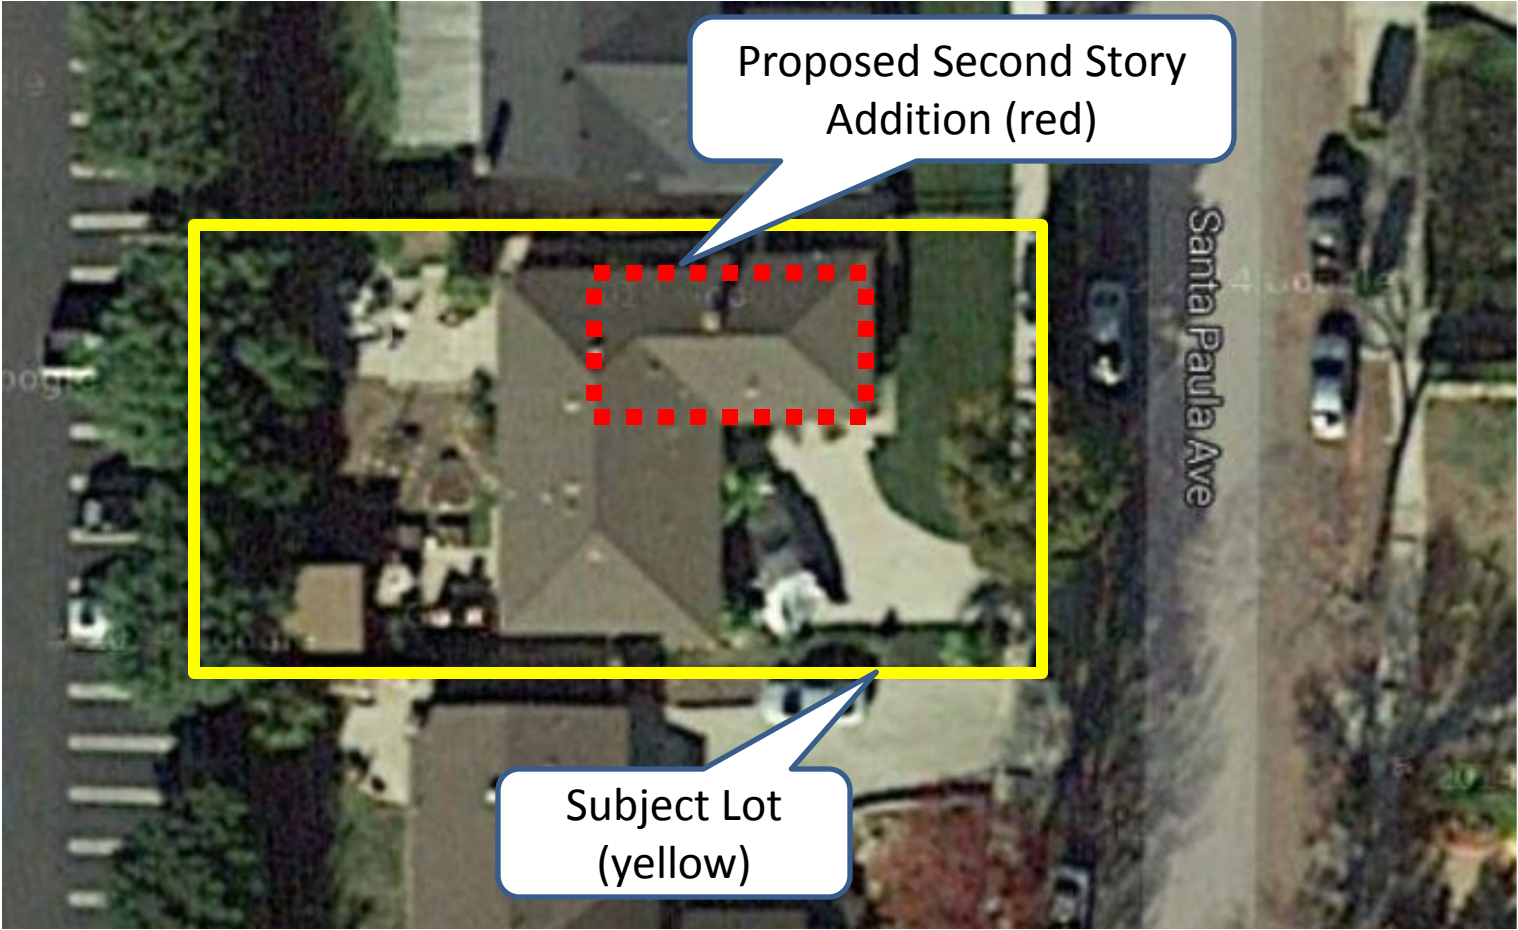 Proposed Second Story
Addition (red)
Santa Paula Ave
Subject Lot
(yellow)